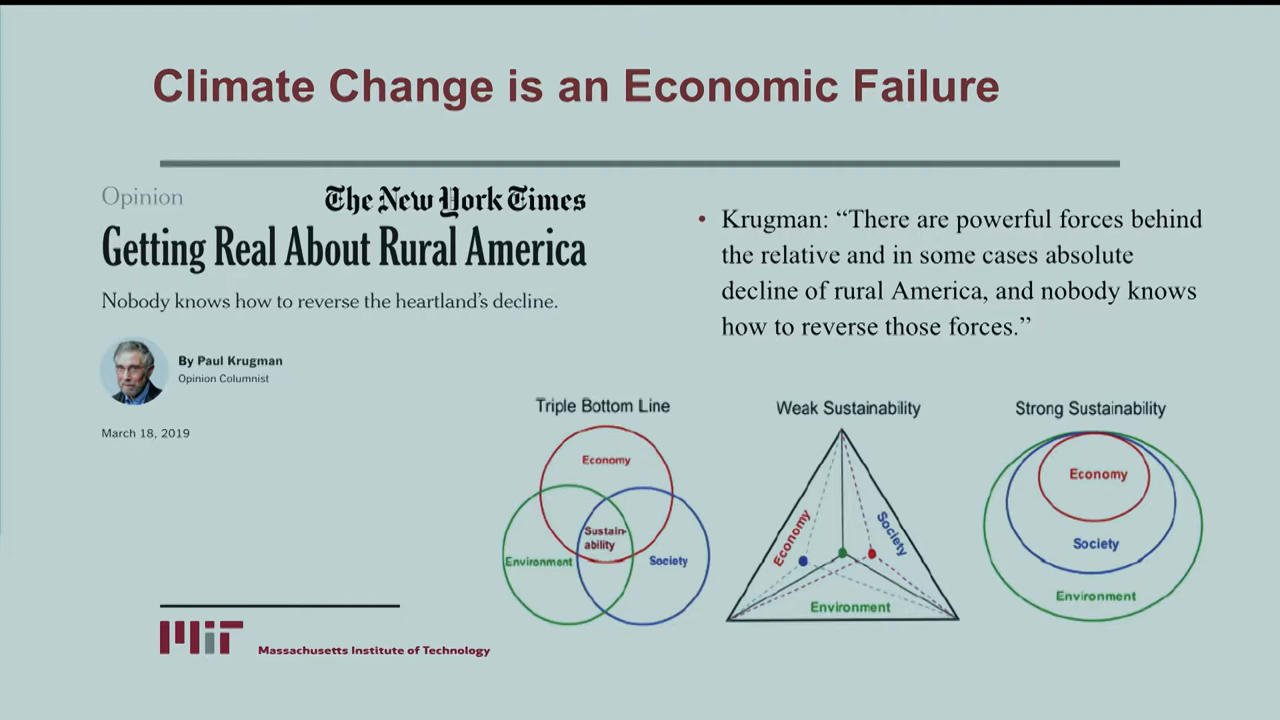 Climate Change is an Economic Failure
Opinion
The New York Times
Getting Real About Rural America
Nobody knows how to reverse the heartland’s decline.
By Paul Krugman
Opinion Columnist
March 18, 2019
• Krugman: “There are powerful forces behind
the relative and in some cases absolute
decline of rural America, and nobody knows
how to reverse those forces.”
Triple Bottom Line
Economy
Sustain-
ability
Environment
Society
Weak Sustainability
Economy
Society
Environment
Strong Sustainability
Economy
Society
Environment
MIT
Massachusetts Institute of Technology